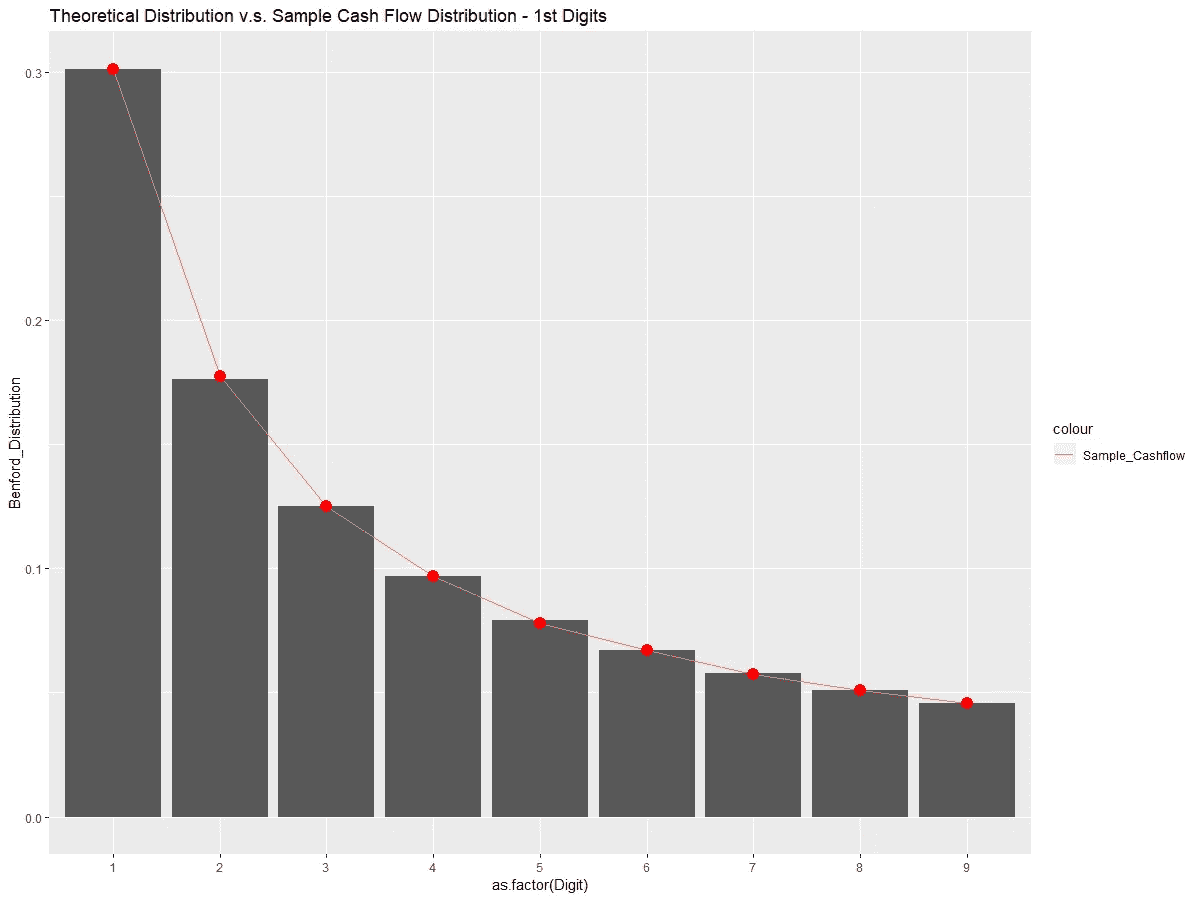 Theoretical Distribution v.s. Sample Cash Flow Distribution - 1st Digits
0.3
0.2
0.1
0.0
Benford_Distribution
1 2 3 4 5 6 7 8 9
as.factor(Digit)
colour
Sample_Cashflow